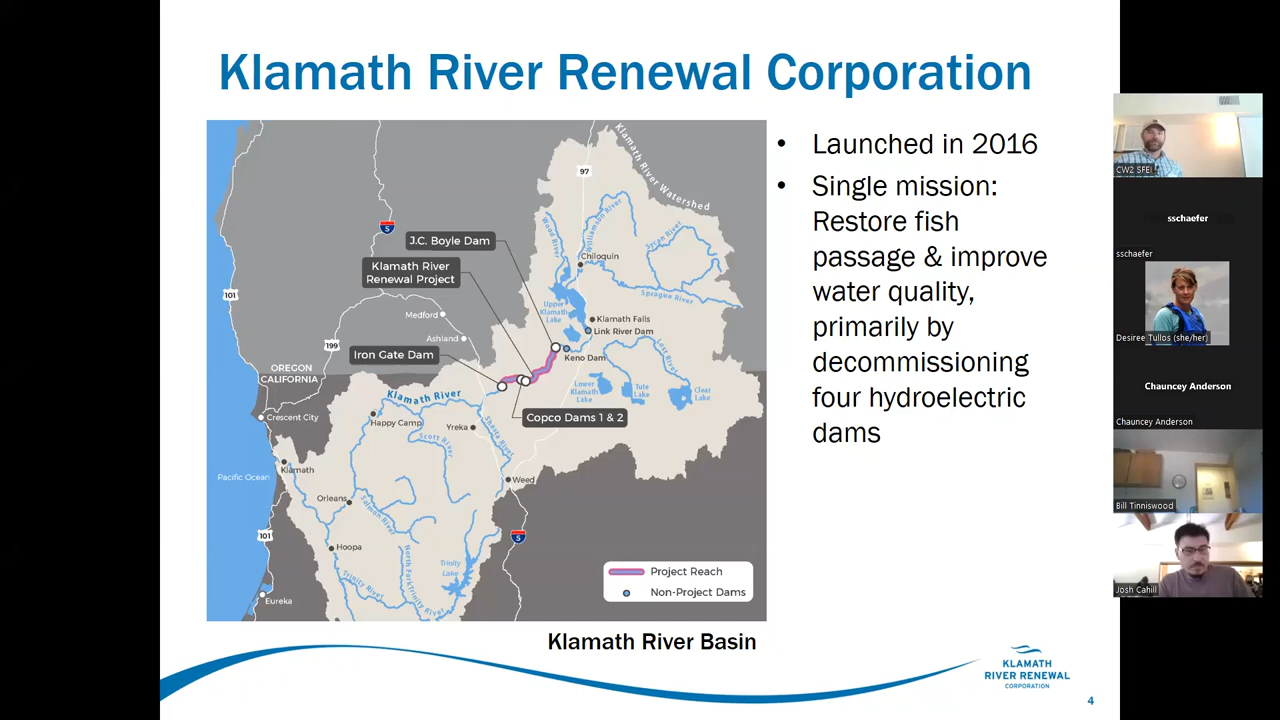 Klamath River Renewal Corporation
Klamath River Watershed
97
5
J.C. Boyle Dam
Klamath River
Renewal Project
Wood River
Williamson River
Sycan River
Chiloquin
Sprague River
101
Upper
Klamath
Lake
Medford
Klamath Falls
Link River Dam
Ashland
199
Iron Gate Dam
Keno Dam
Lost River
OREGON
CALIFORNIA
Lower
Klamath
Lake
Tule
Lake
Clear
Lake
Klamath River
Crescent City
Happy Camp
Copco Dams 1 & 2
Yreka
Shasta River
Scott River
Klamath
Pacific Ocean
Weed
Orleans
Salmon River
101
5
Hoopa
Trinity River
North Fork Trinity River
Trinity
Lake
Eureka
Project Reach
Non-Project Dams
Klamath River Basin
• Launched in 2016
• Single mission:
Restore fish
passage & improve
water quality,
primarily by
decommissioning
four hydroelectric
dams
KLAMATH
RIVER RENEWAL
CORPORATION
4
CW2 SFEI
sschaefer
sschaefer
Desiree Tullos (she/her)
Chauncey Anderson
Chauncey Anderson
Bill Tinniswood
Josh Cahill